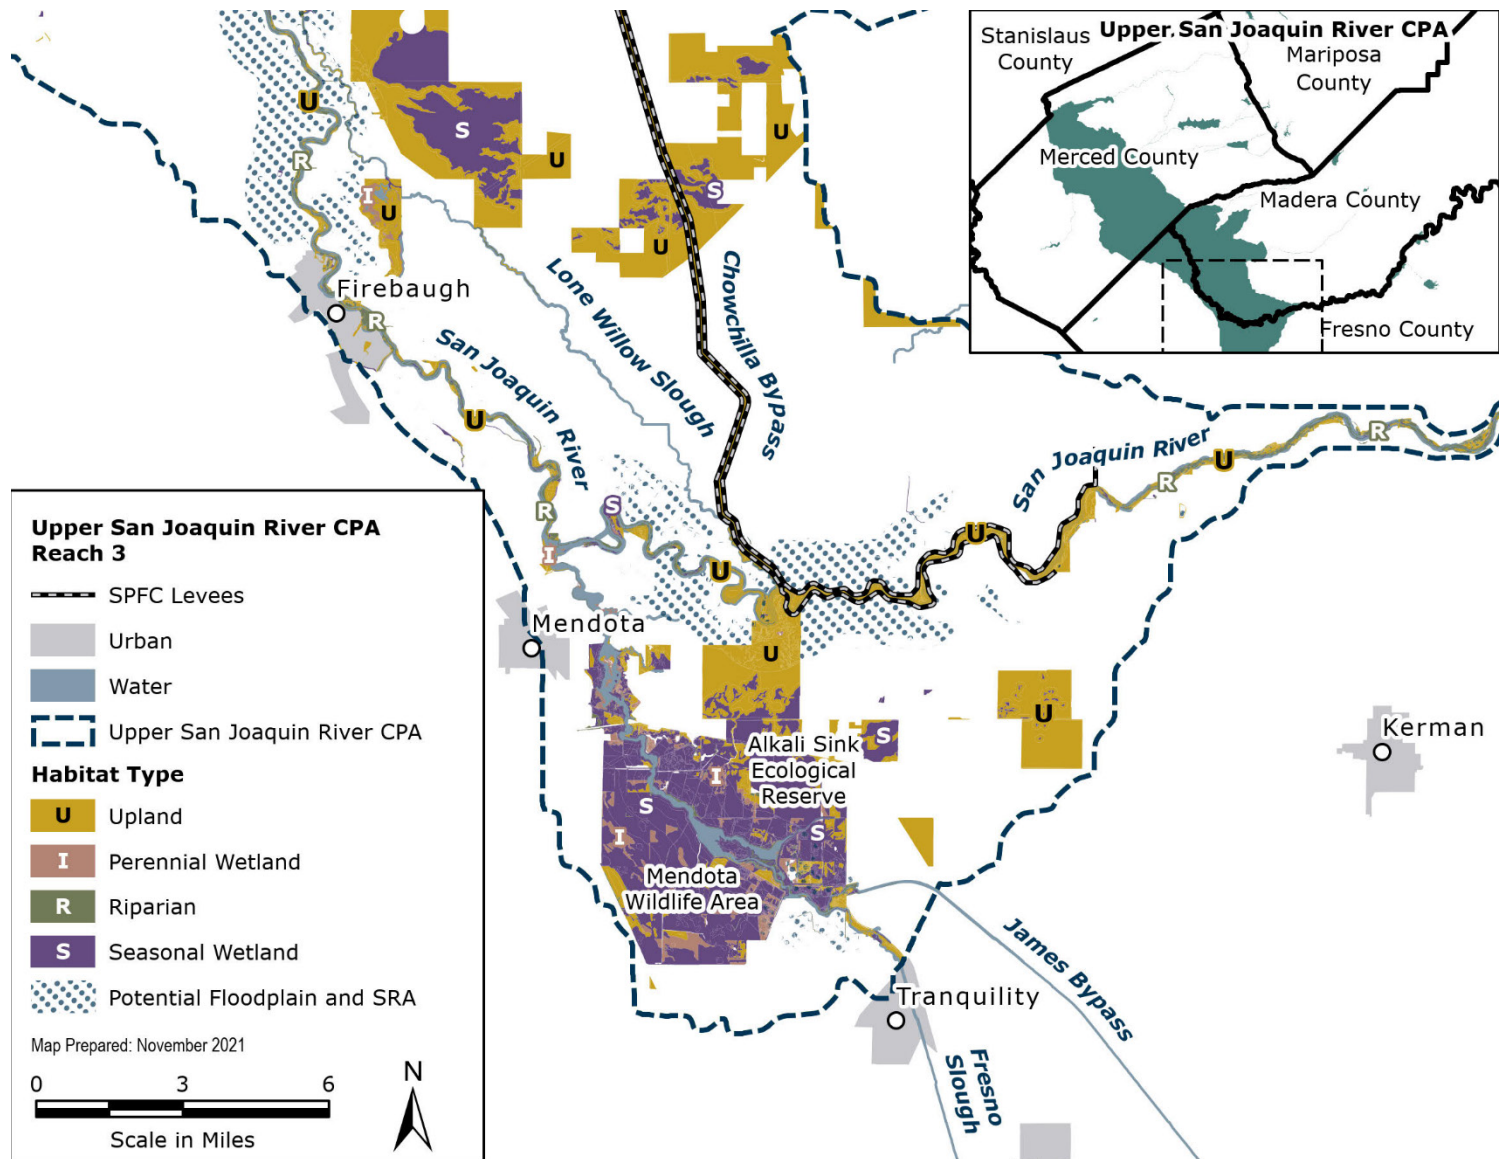 Upper San Joaquin River CPA
Stanislaus
County
Mariposa
County
Merced County
Madera County
Fresno County
U
S
U
U
R
I
U
S
U
Firebaugh
R
Lone Willow Slough
Chowchilla Bypass
San Joaquin River
U
San Joaquin River
R
U
R
R
S
I
U
U
Mendota
U
U
S
Kerman
Alkali Sink
Ecological
Reserve
I
S
I
S
Mendota
Wildlife Area
James Bypass
Tranquility
Fresno
Slough
Upper San Joaquin River CPA
Reach 3
SPFC Levees
Urban
Water
Upper San Joaquin River CPA
Habitat Type
U Upland
I Perennial Wetland
R Riparian
S Seasonal Wetland
Potential Floodplain and SRA
Map Prepared: November 2021
0 3 6
Scale in Miles
N